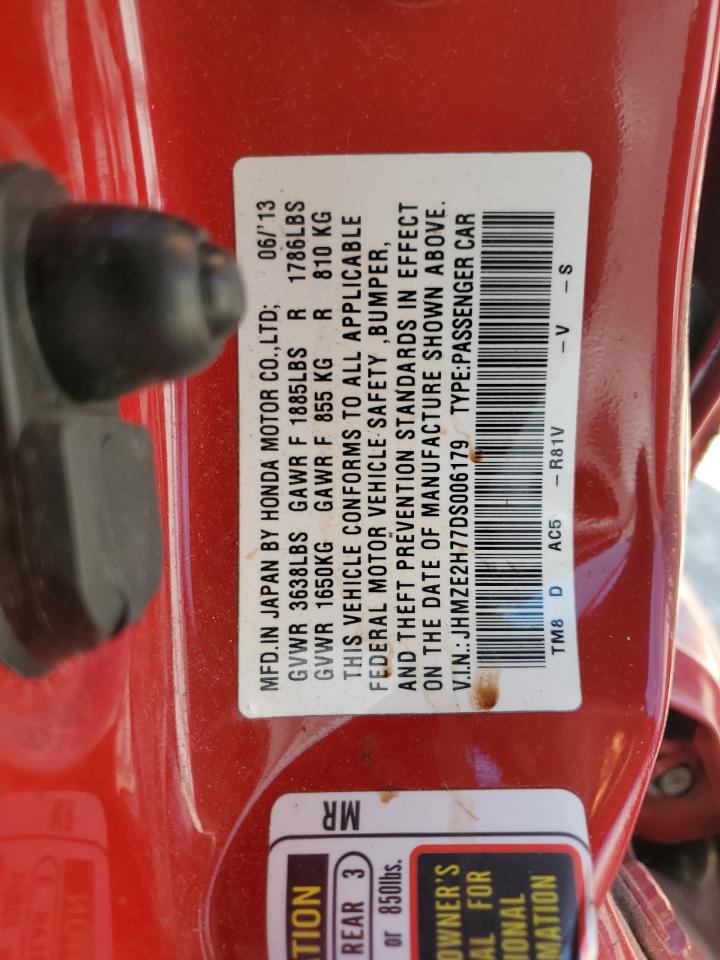 MFD.IN JAPAN BY HONDA MOTOR CO.,LTD; 06/'13
GVWR 3638LBS GAWR F 1885LBS R 1786LBS
GVWR 1650KG GAWR F 855 KG R 810 KG
THIS VEHICLE CONFORMS TO ALL APPLICABLE
FEDERAL MOTOR VEHICLE-SAFETY ,BUMPER,
AND THEFT PREVENTION STANDARDS IN EFFECT
ON THE DATE OF MANUFACTURE SHOWN ABOVE.
V.I.N.:JHMZE2H77DS006179 TYPE:PASSENGER CAR
TM8 D AC5 -R81V -V -S
MR
REAR 3
or 850lbs.
OWNER'S
FOR